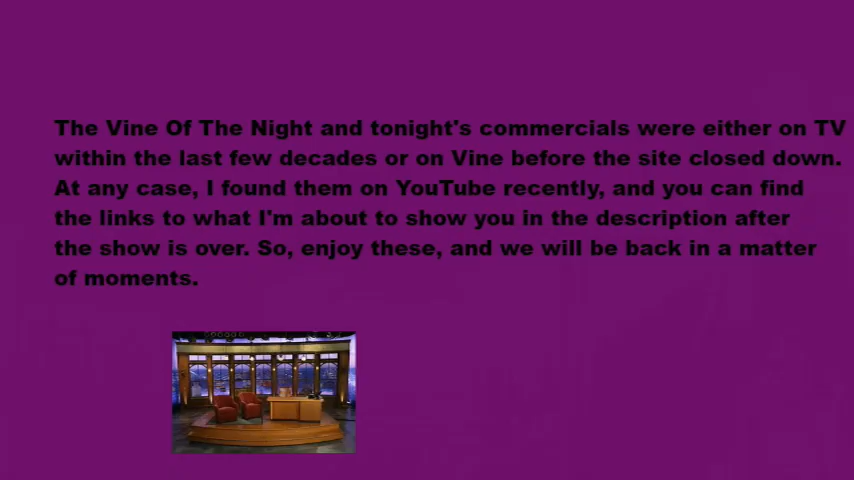 The Vine Of The Night and tonight's commercials were either on TV
within the last few decades or on Vine before the site closed down.
At any case, I found them on YouTube recently, and you can find
the links to what I'm about to show you in the description after
the show is over. So, enjoy these, and we will be back in a matter
of moments.